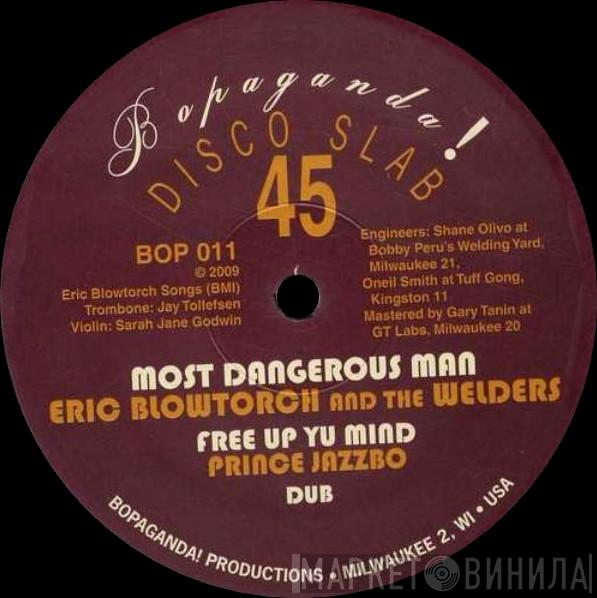 Bopaganda!
DISCO SLAB
45
BOP 011
© 2009
Eric Blowtorch Songs (BMI)
Trombone: Jay Tollefsen
Violin: Sarah Jane Godwin
Engineers: Shane Olivo at
Bobby Peru's Welding Yard,
Milwaukee 21,
Oneil Smith at Tuff Gong,
Kingston 11
Mastered by Gary Tanin at
GT Labs, Milwaukee 20
MOST DANGEROUS MAN
ERIC BLOWTORCH AND THE WELDERS
FREE UP YU MIND
PRINCE JAZZBO
DUB
BOPAGANDA! PRODUCTIONS • MILWAUKEE 2, WI • USA
МАРКЕТ ВИНИЛА